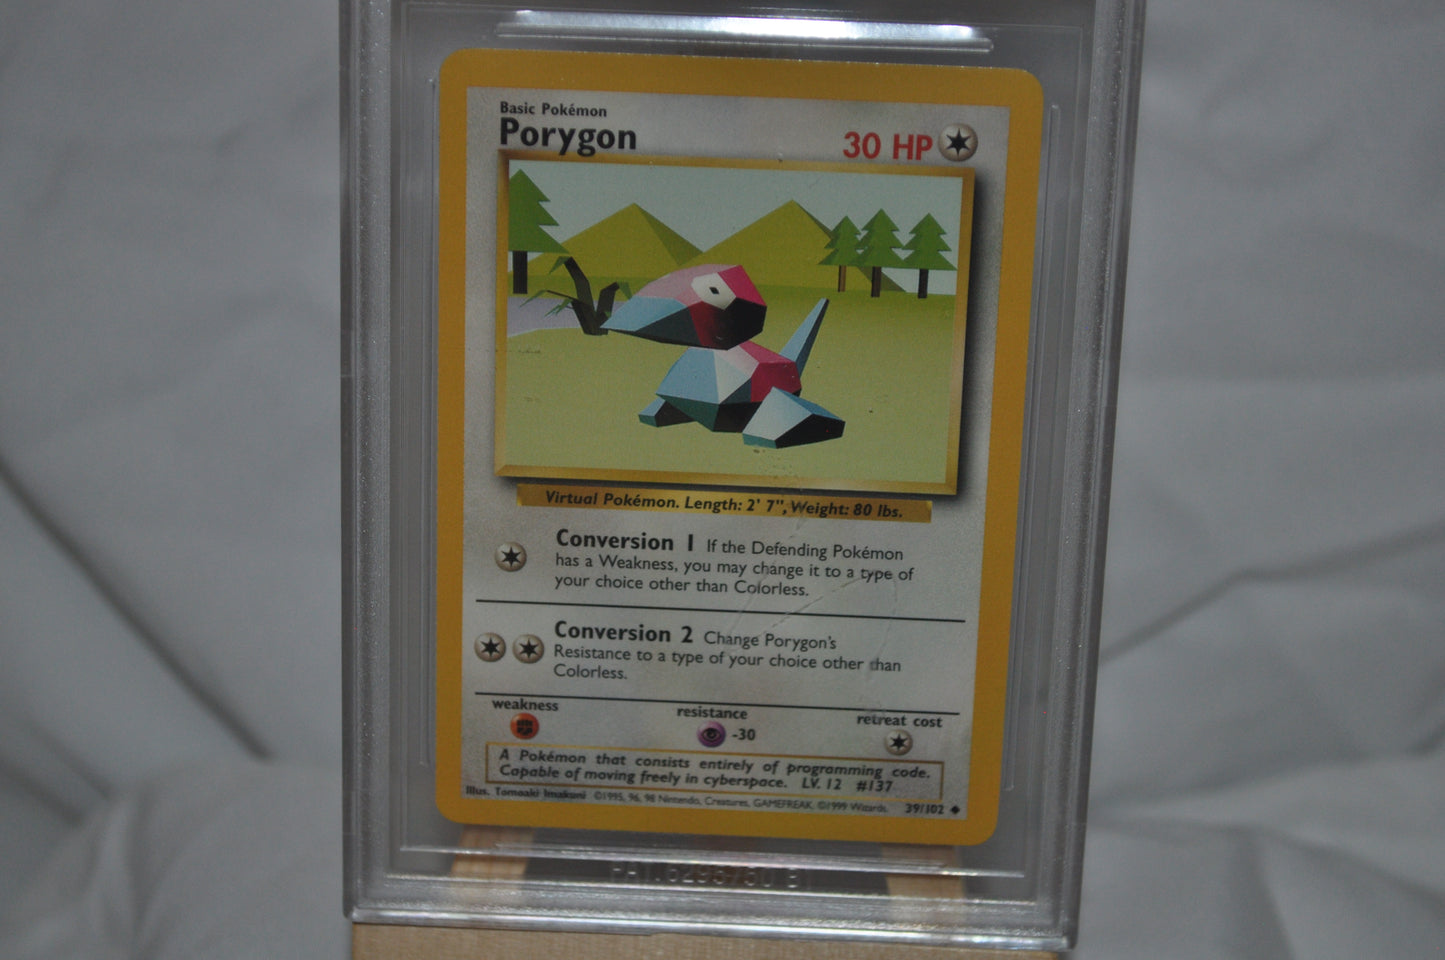 Basic Pokémon
Porygon
30 HP
Virtual Pokémon. Length: 2' 7", Weight: 80 lbs.
Conversion 1 If the Defending Pokémon
has a Weakness, you may change it to a type of
your choice other than Colorless.
Conversion 2 Change Porygon's
Resistance to a type of your choice other than
Colorless.
weakness
resistance
retreat cost
-30
A Pokémon that consists entirely of programming code.
Capable of moving freely in cyberspace. LV. 12 #137
Illus. Tomoaki Imakuni ©1995, 96, 98 Nintendo, Creatures, GAMEFREAK. ©1999 Wizards. 39/102